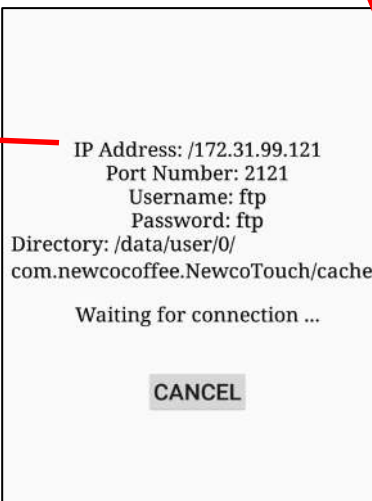 IP Address: /172.31.99.121
Port Number: 2121
Username: ftp
Password: ftp
Directory: /data/user/0/
com.newcocoffee.NewcoTouch/cache
Waiting for connection ...
CANCEL